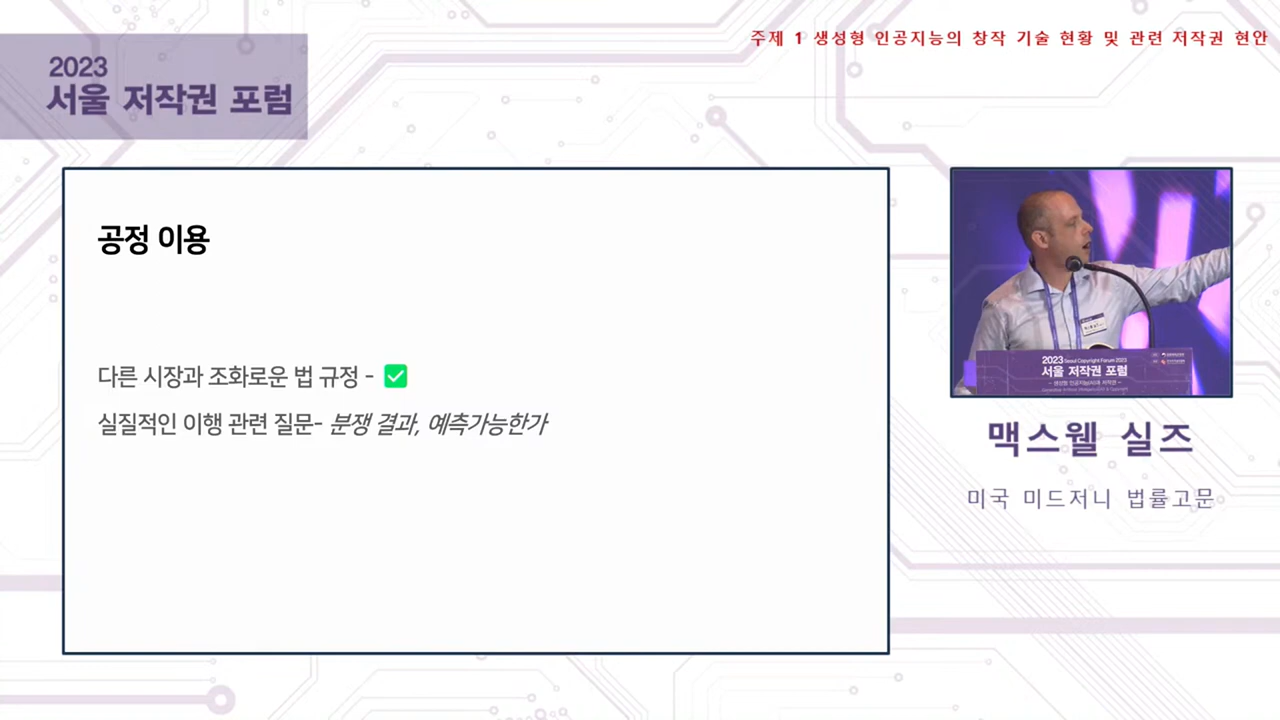 주제 1 생성형 인공지능의 창작 기술 현황 및 관련 저작권 현안
2023
서울 저작권 포럼
공정 이용
다른 시장과 조화로운 법 규정 - ✅
실질적인 이행 관련 질문- 분쟁 결과, 예측가능한가
2023 Seoul Copyright Forum 2023
서울 저작권 포럼
맥스웰 실즈
미국 미드저니 법률고문